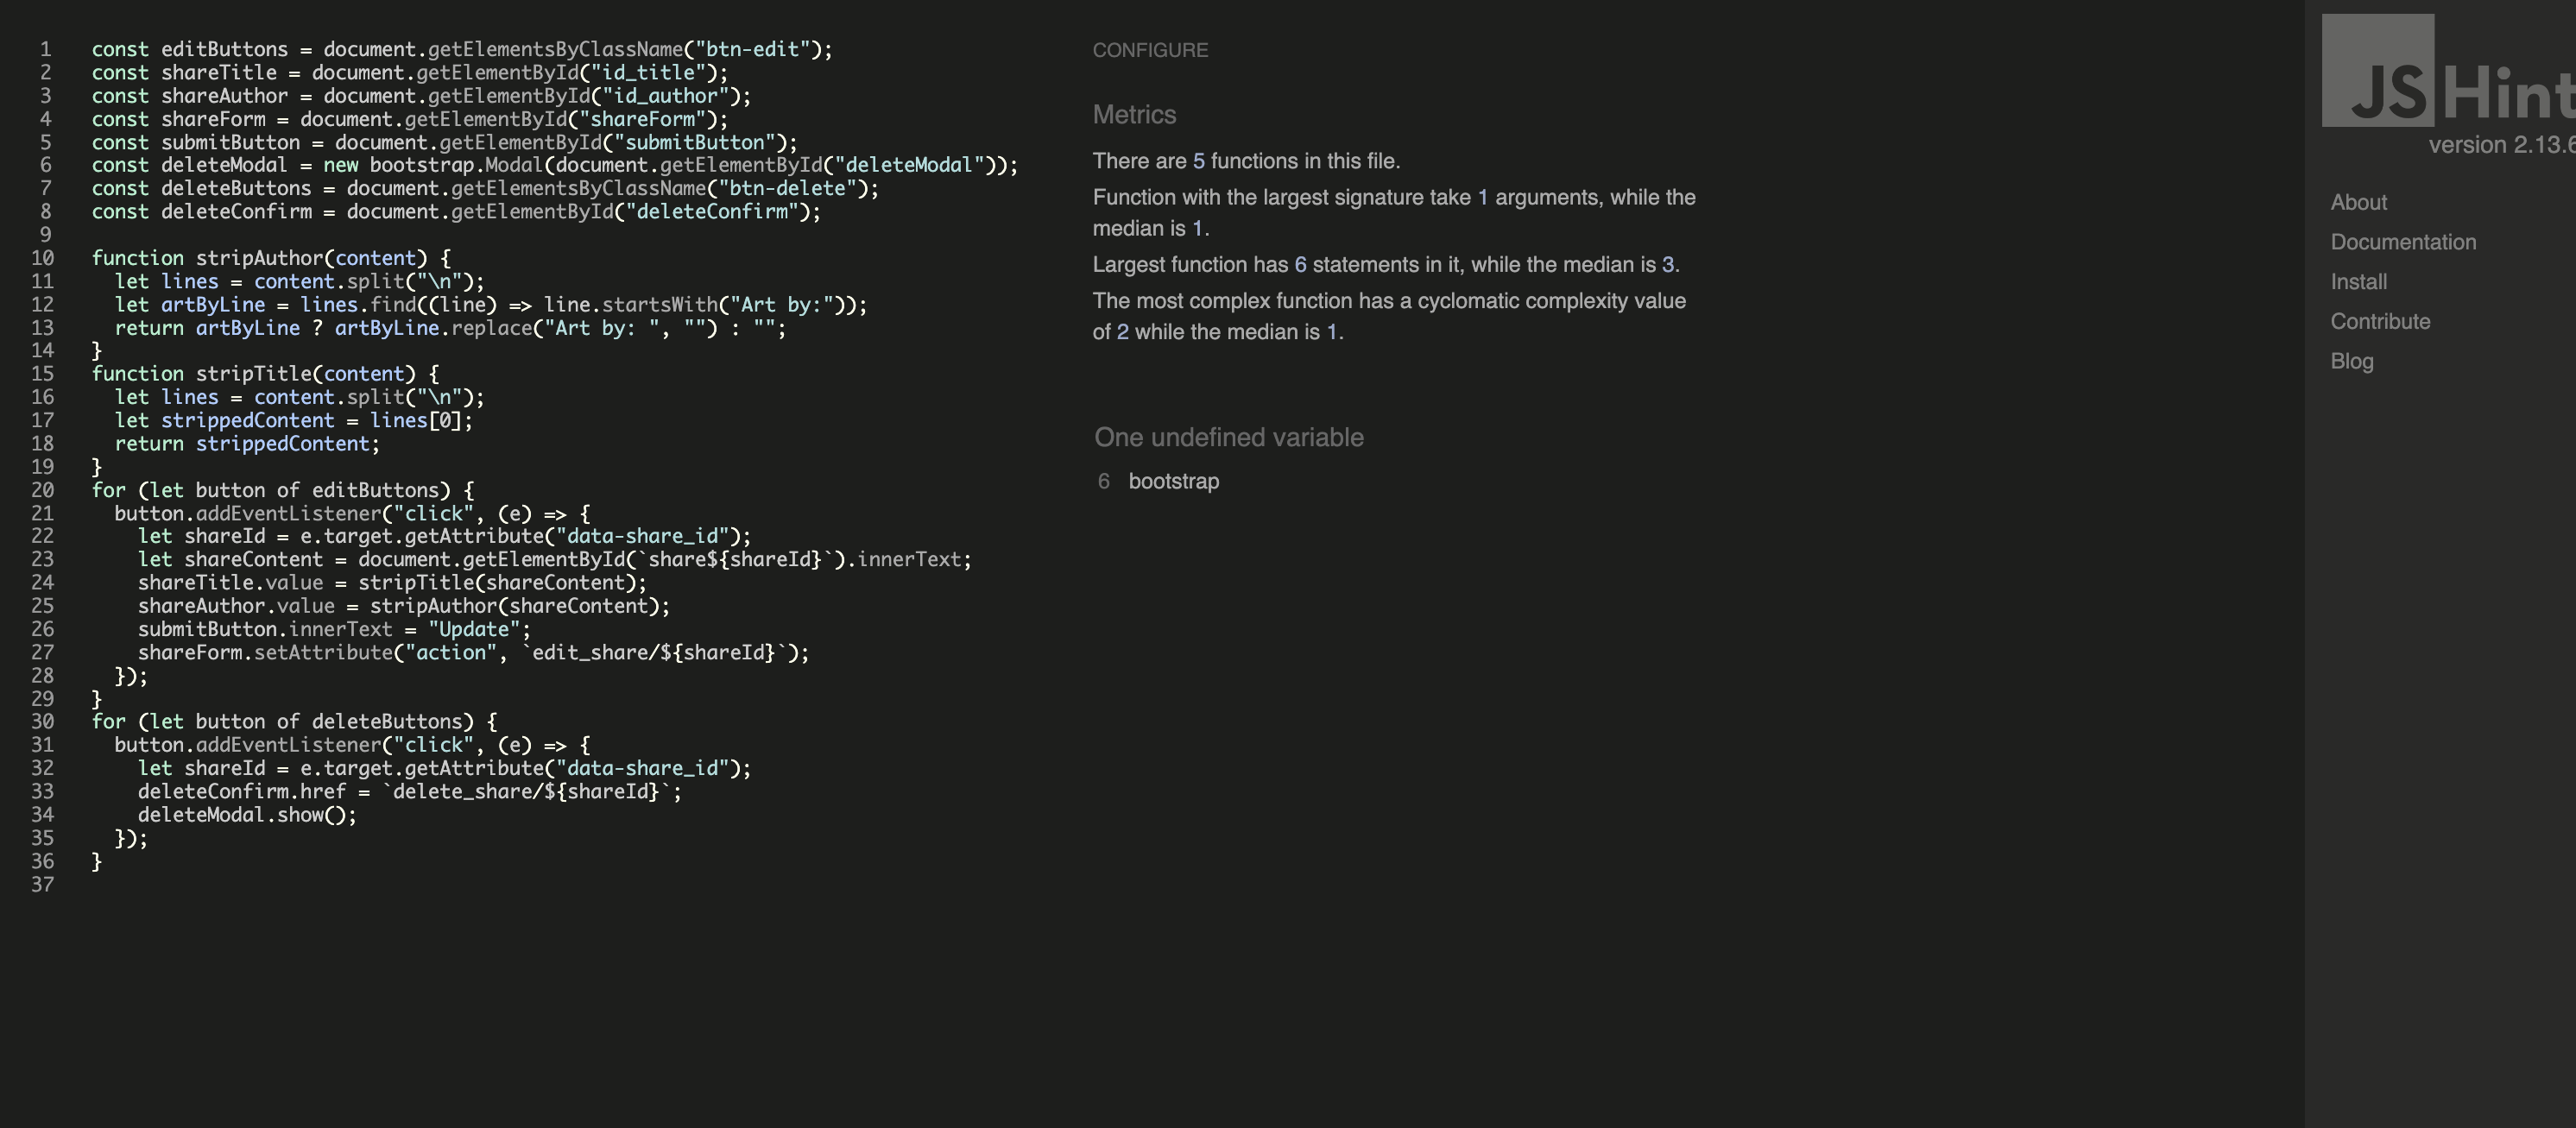 1 const editButtons = document.getElementsByClassName("btn-edit");
2 const shareTitle = document.getElementById("id_title");
3 const shareAuthor = document.getElementById("id_author");
4 const shareForm = document.getElementById("shareForm");
5 const submitButton = document.getElementById("submitButton");
6 const deleteModal = new bootstrap.Modal(document.getElementById("deleteModal"));
7 const deleteButtons = document.getElementsByClassName("btn-delete");
8 const deleteConfirm = document.getElementById("deleteConfirm");
9
10 function stripAuthor(content) {
11   let lines = content.split("\n");
12   let artByLine = lines.find((line) => line.startsWith("Art by:"));
13   return artByLine ? artByLine.replace("Art by: ", "") : "";
14 }
15 function stripTitle(content) {
16   let lines = content.split("\n");
17   let strippedContent = lines[0];
18   return strippedContent;
19 }
20 for (let button of editButtons) {
21   button.addEventListener("click", (e) => {
22     let shareId = e.target.getAttribute("data-share_id");
23     let shareContent = document.getElementById(`share${shareId}`).innerText;
24     shareTitle.value = stripTitle(shareContent);
25     shareAuthor.value = stripAuthor(shareContent);
26     submitButton.innerText = "Update";
27     shareForm.setAttribute("action", `edit_share/${shareId}`);
28   });
29 }
30 for (let button of deleteButtons) {
31   button.addEventListener("click", (e) => {
32     let shareId = e.target.getAttribute("data-share_id");
33     deleteConfirm.href = `delete_share/${shareId}`;
34     deleteModal.show();
35   });
36 }
37
CONFIGURE
Metrics
There are 5 functions in this file.
Function with the largest signature take 1 arguments, while the
median is 1.
Largest function has 6 statements in it, while the median is 3.
The most complex function has a cyclomatic complexity value
of 2 while the median is 1.
One undefined variable
6 bootstrap
JSHint
version 2.13.6
About
Documentation
Install
Contribute
Blog